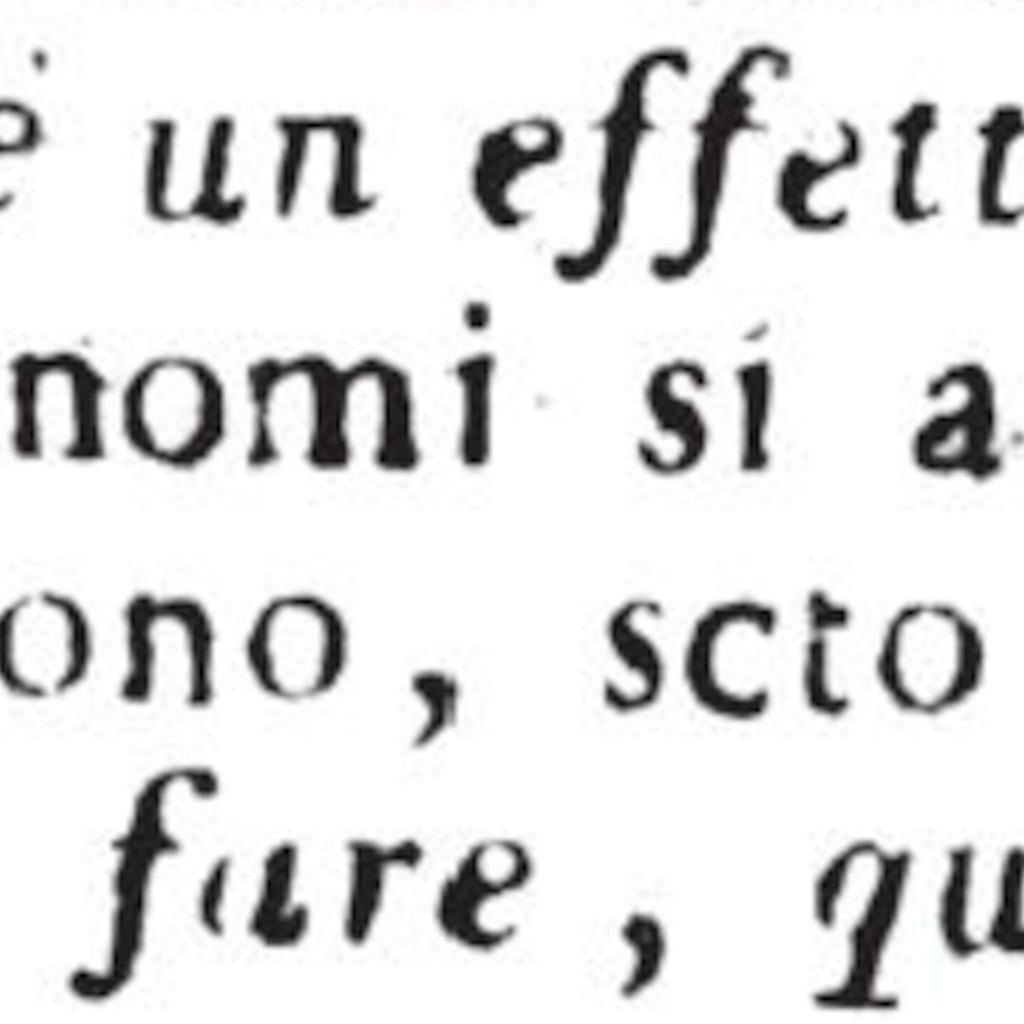 è un effett
nomi si a
ono, scto
fare, qu